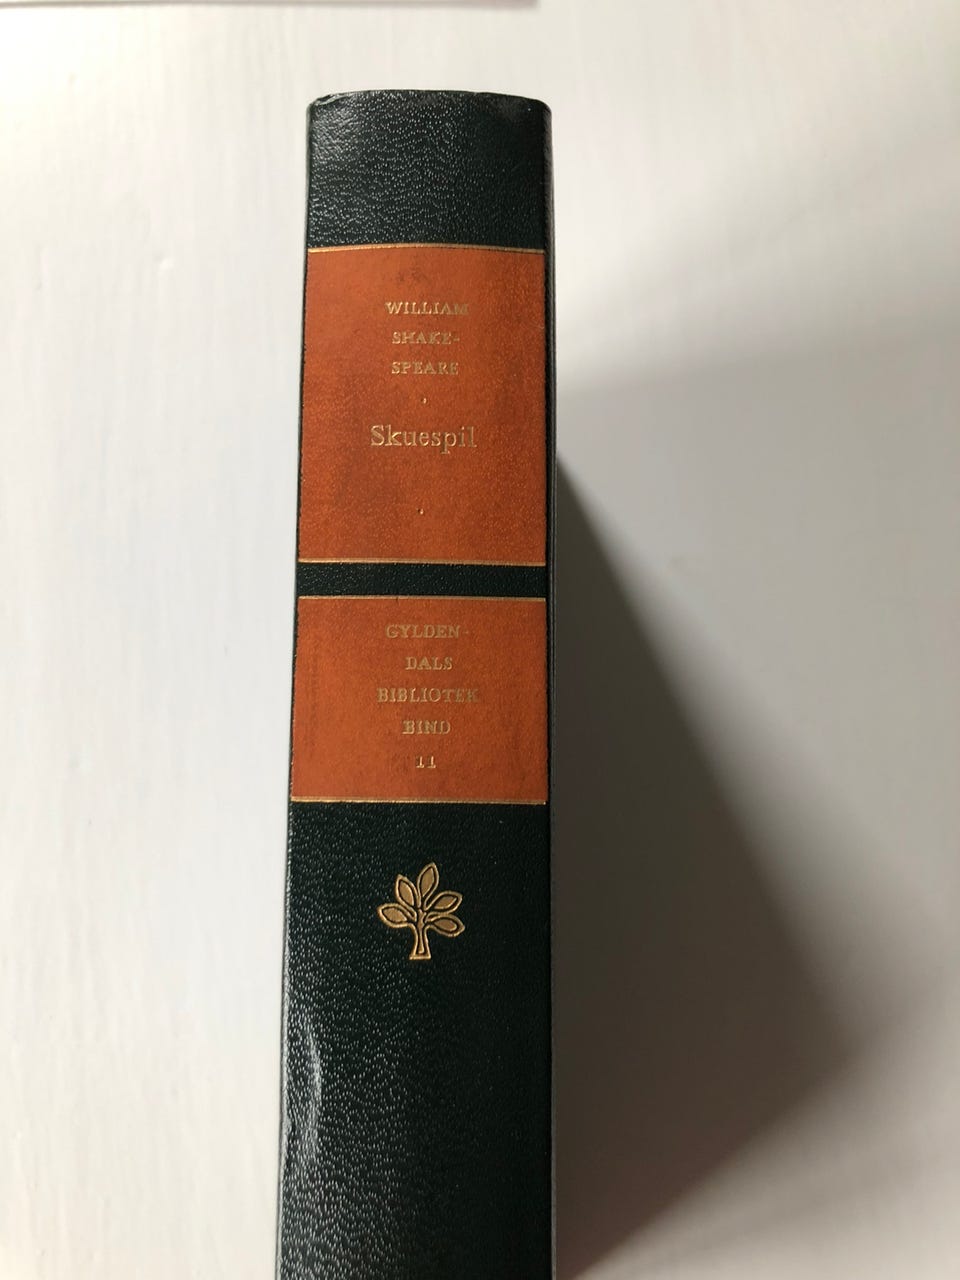 WILLIAM
SHAKE-
SPEARE
Skuespil
GYLDEN-
DALS
BIBLIOTEK
BIND
11